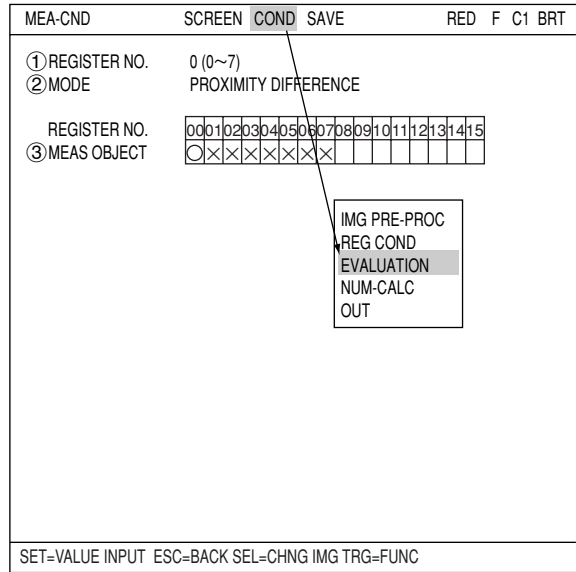 MEA-CND SCREEN COND SAVE RED F C1 BRT
①REGISTER NO. 0 (0～7)
②MODE PROXIMITY DIFFERENCE
REGISTER NO. 00 01 02 03 04 05 06 07 08 09 10 11 12 13 14 15
③MEAS OBJECT ○ × × × × × × ×
IMG PRE-PROC
REG COND
EVALUATION
NUM-CALC
OUT
SET=VALUE INPUT ESC=BACK SEL=CHNG IMG TRG=FUNC